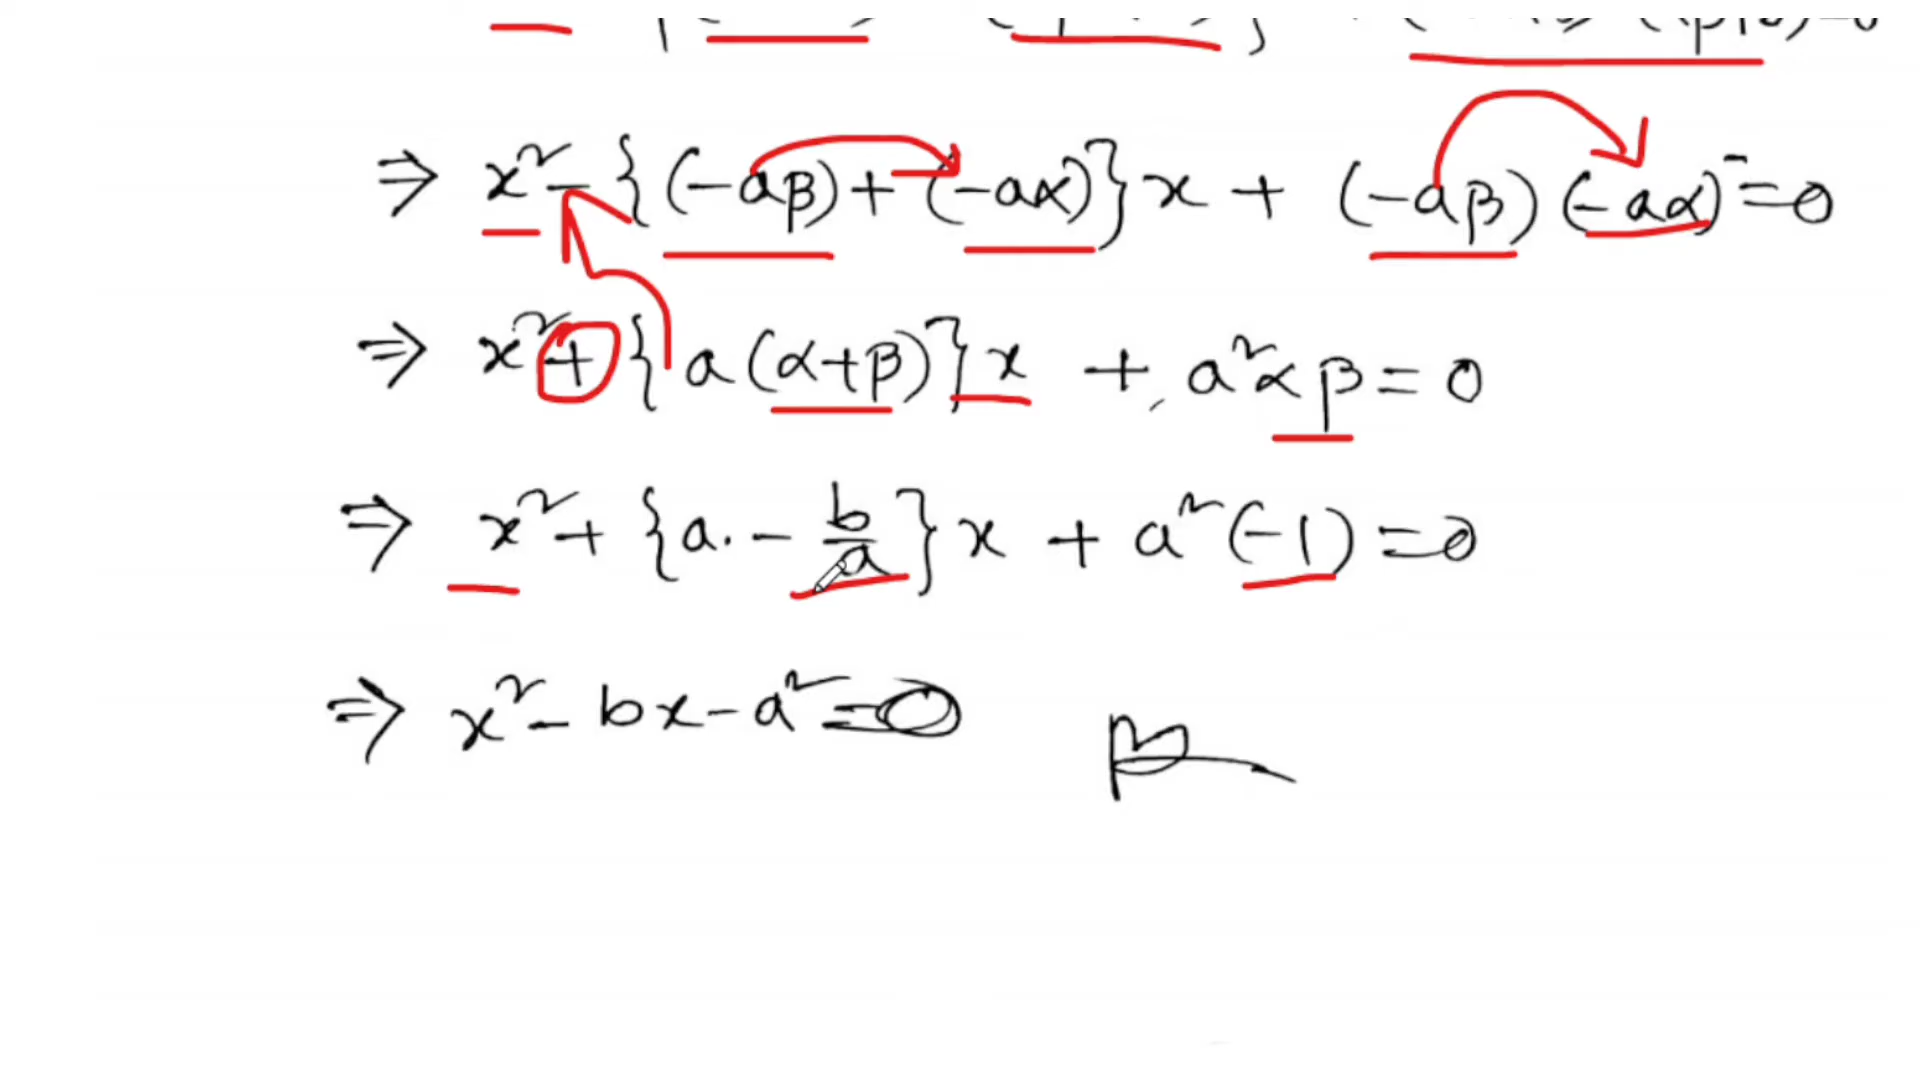 ⇒ x² - {(-aβ) + (-aα)}x + (-aβ)(-aα) = 0
⇒ x² + {a(α+β)}x + a²αβ = 0
⇒ x² + {a · - b/a}x + a²(-1) = 0
⇒ x² - bx - a² = 0